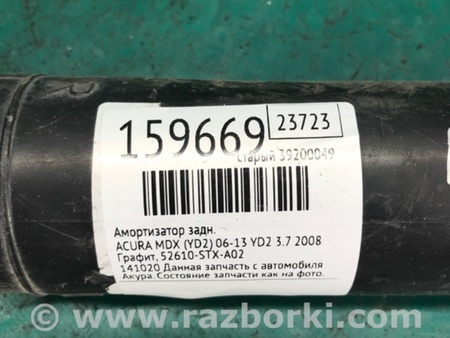 159669 23723
старый 39200049
Амортизатор задн.
ACURA MDX (YD2) 06-13 YD2 3.7 2008
Графит, 52610-STX-A02
141020 Данная запчасть с автомобиля
Акура. Состояние запчасти как на фото.
www.razborki.com